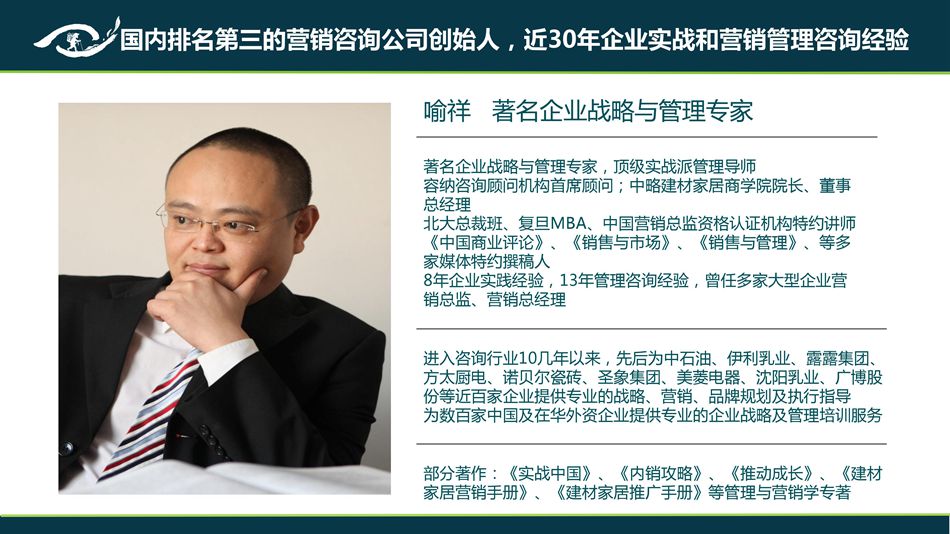 国内排名第三的营销咨询公司创始人，近30年企业实战和营销管理咨询经验
喻祥 著名企业战略与管理专家
著名企业战略与管理专家，顶级实战派管理导师
容纳咨询顾问机构首席顾问；中略建材家居商学院院长、董事
总经理
北大总裁班、复旦MBA、中国营销总监资格认证机构特约讲师
《中国商业评论》、《销售与市场》、《销售与管理》、等多
家媒体特约撰稿人
8年企业实践经验，13年管理咨询经验，曾任多家大型企业营
销总监、营销总经理
进入咨询行业10几年以来，先后为中石油、伊利乳业、露露集团、
方太厨电、诺贝尔瓷砖、圣象集团、美菱电器、沈阳乳业、广博股
份等近百家企业提供专业的战略、营销、品牌规划及执行指导
为数百家中国及在华外资企业提供专业的企业战略及管理培训服务
部分著作：《实战中国》、《内销攻略》、《推动成长》、《建材
家居营销手册》、《建材家居推广手册》等管理与营销学专著